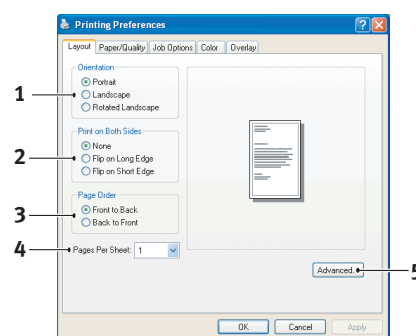 Printing Preferences
Layout Paper/Quality Job Options Color Overlay
Orientation
Portrait
1
Landscape
Rotated Landscape
Print on Both Sides
None
2
Flip on Long Edge
Flip on Short Edge
Page Order
3
Front to Back
Back to Front
4
Pages Per Sheet: 1
Advanced...
5
OK Cancel Apply